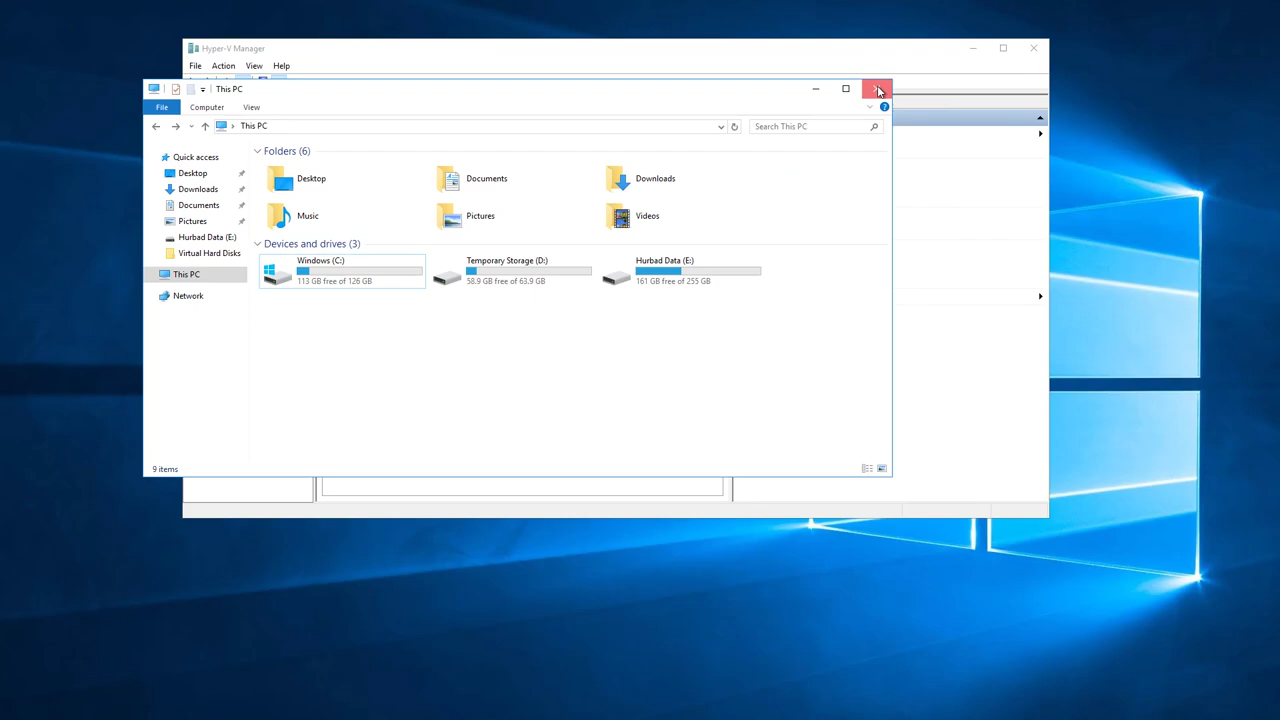 Hyper-V Manager
File Action View Help
This PC
File Computer View
This PC
Search This PC
Quick access
Desktop
Downloads
Documents
Pictures
Hurbad Data (E:)
Virtual Hard Disks
This PC
Network
Folders (6)
Desktop
Documents
Downloads
Music
Pictures
Videos
Devices and drives (3)
Windows (C:)
113 GB free of 126 GB
Temporary Storage (D:)
58.9 GB free of 63.9 GB
Hurbad Data (E:)
161 GB free of 255 GB
9 items